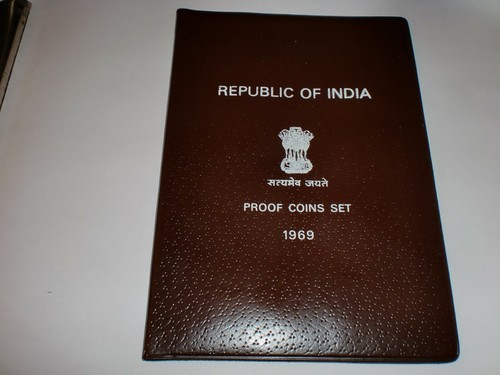 REPUBLIC OF INDIA
सत्यमेव जयते
PROOF COINS SET
1969